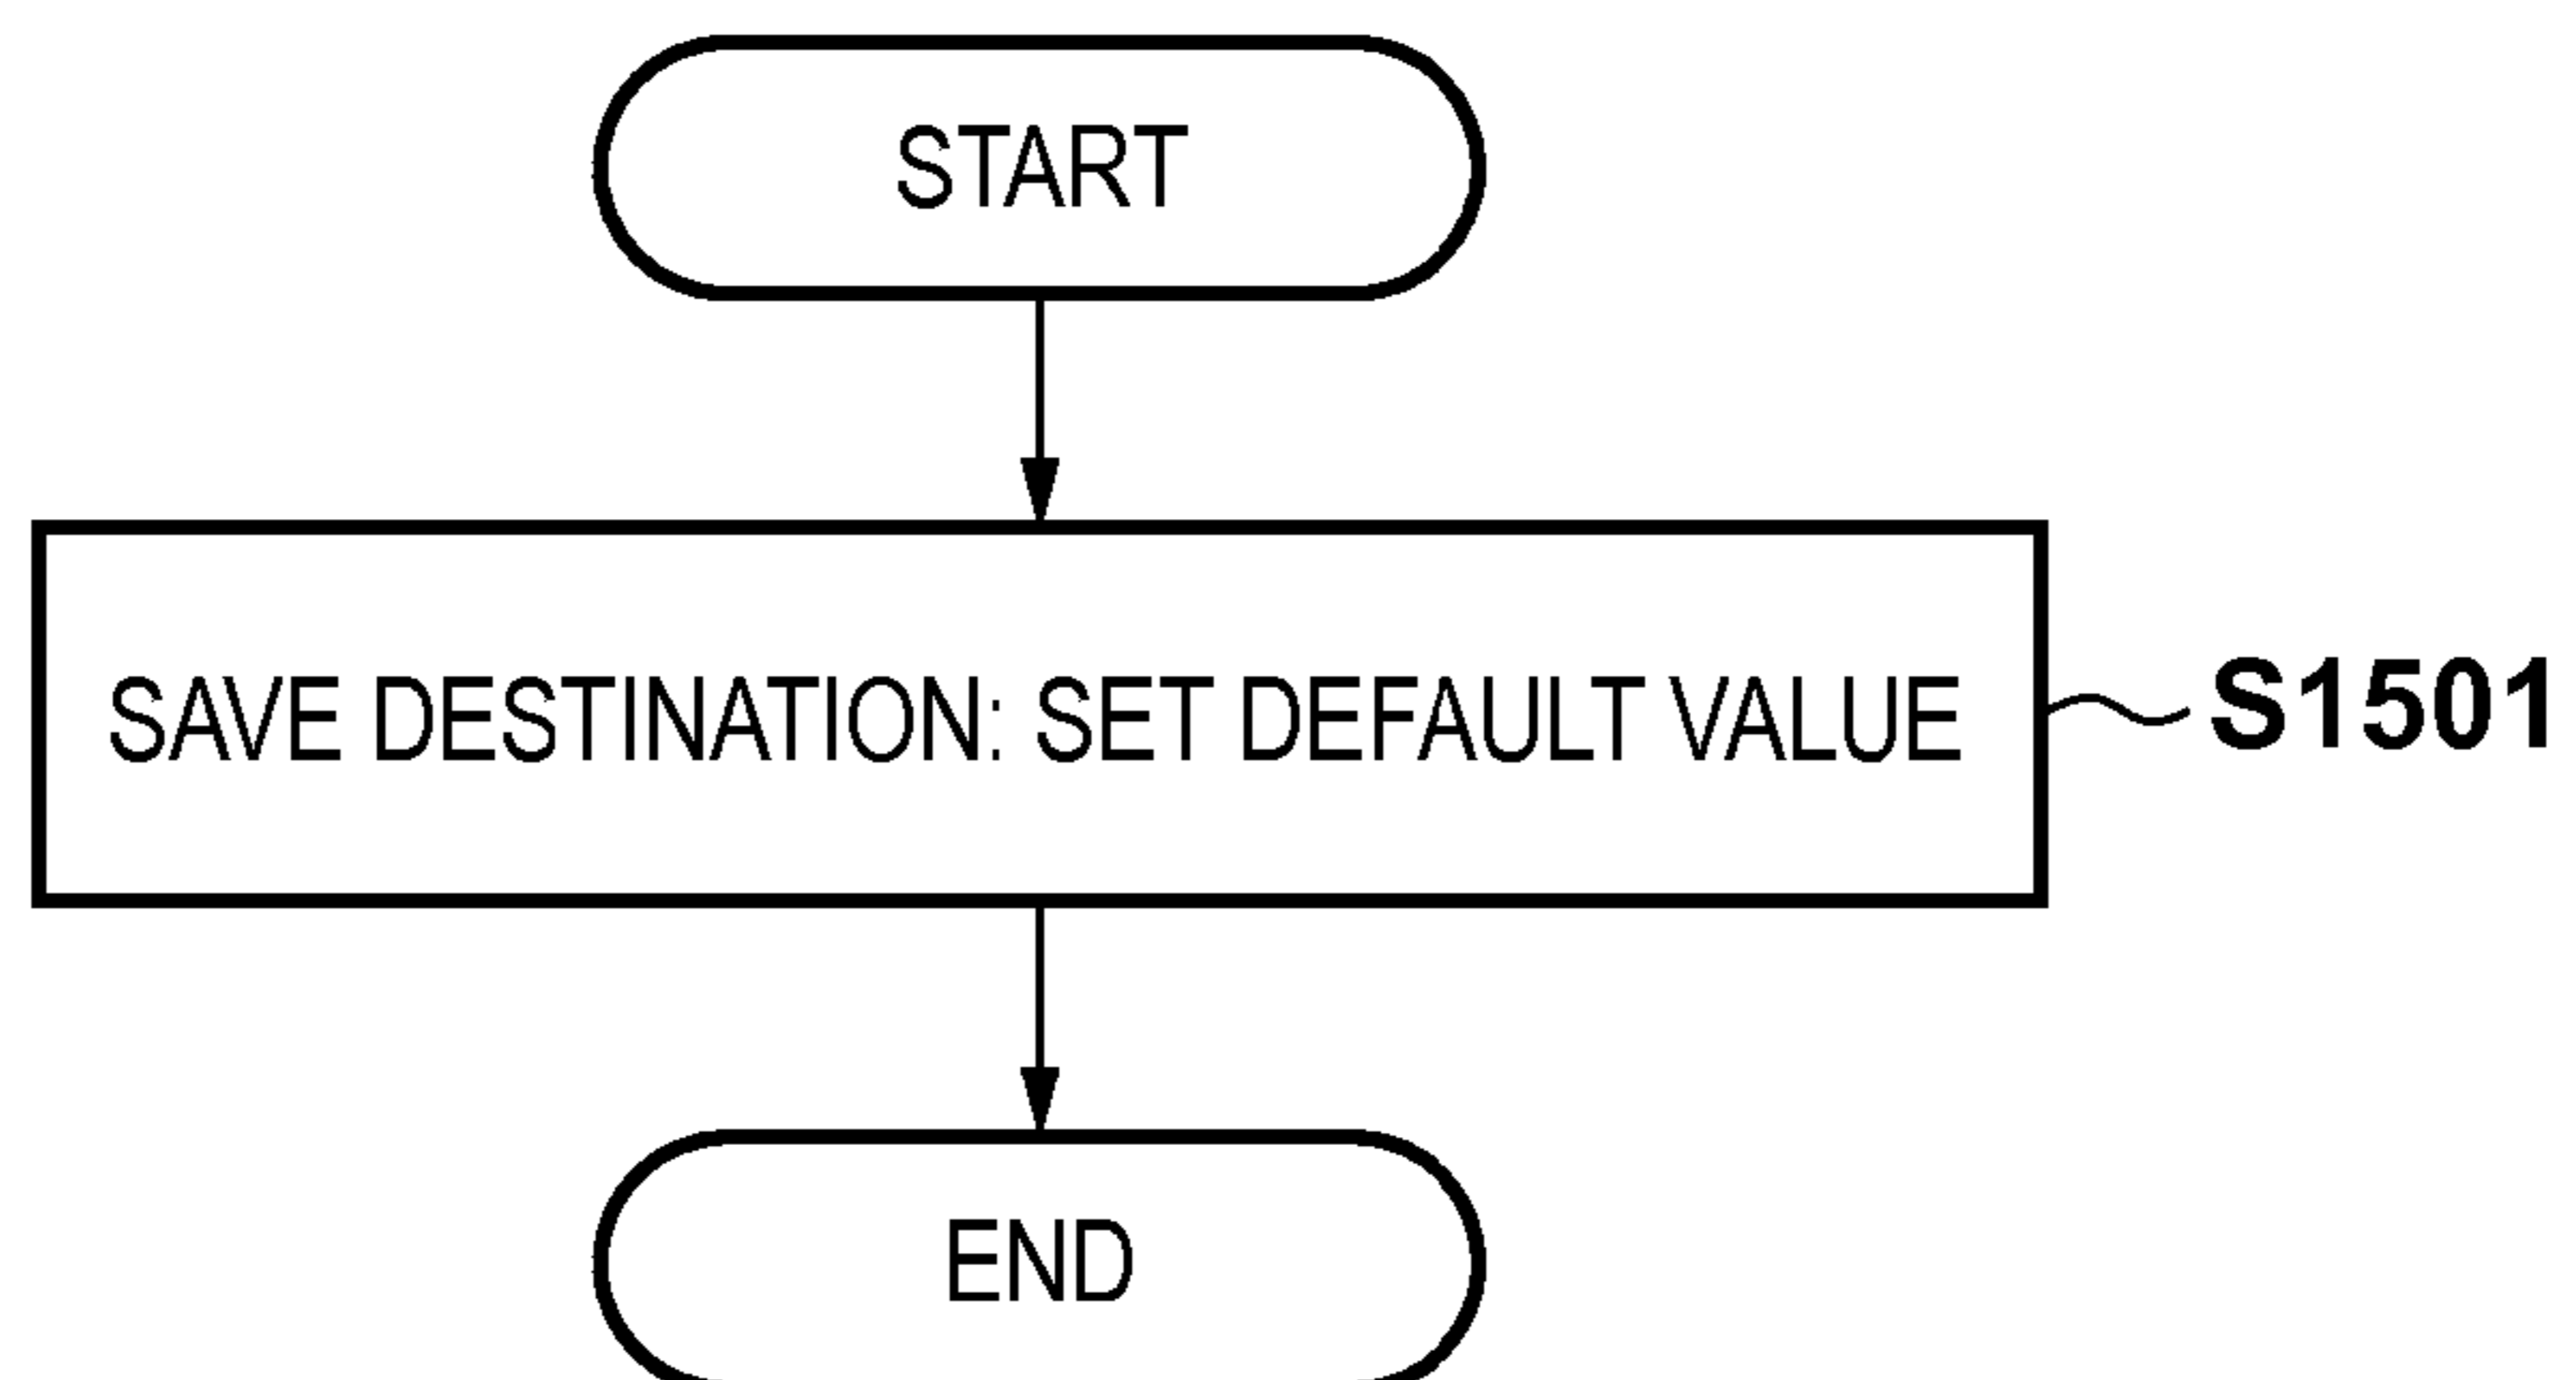 START
SAVE DESTINATION: SET DEFAULT VALUE
S1501
END